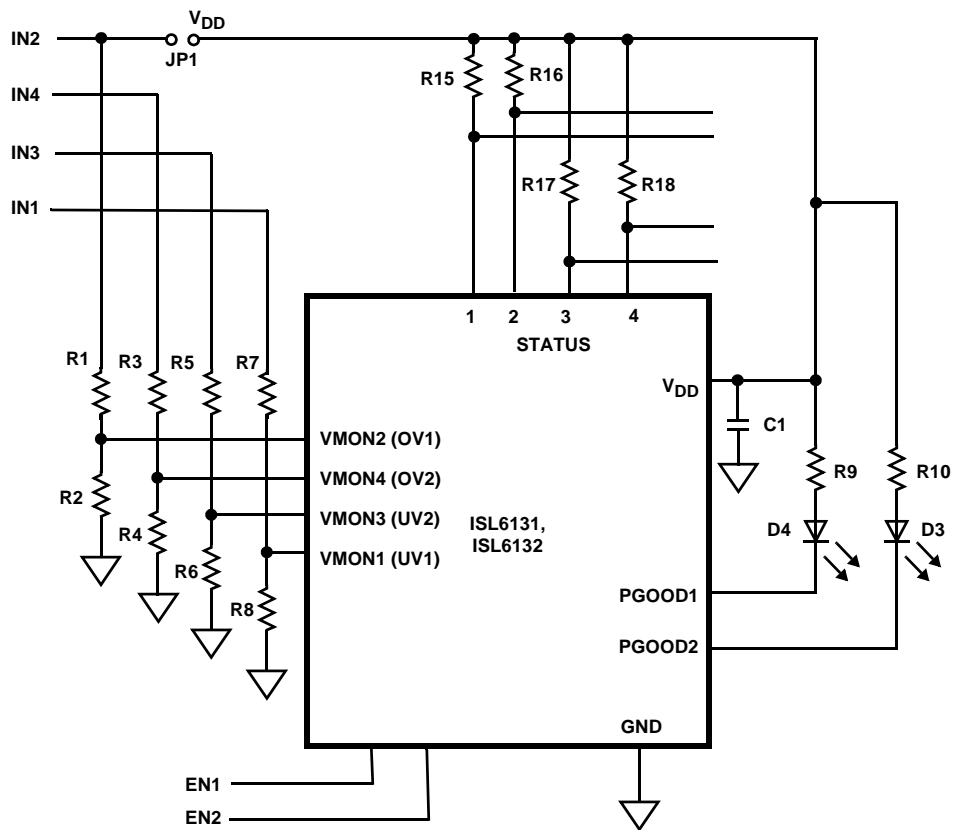 V_DD
IN2
JP1
R15
R16
IN4
IN3
R17
R18
IN1
1 2 3 4
STATUS
R1
R3
R5
R7
V_DD
C1
VMON2 (OV1)
R9
R10
R2
VMON4 (OV2)
R4
VMON3 (UV2)
ISL6131,
ISL6132
D4
D3
VMON1 (UV1)
R6
R8
PGOOD1
PGOOD2
GND
EN1
EN2